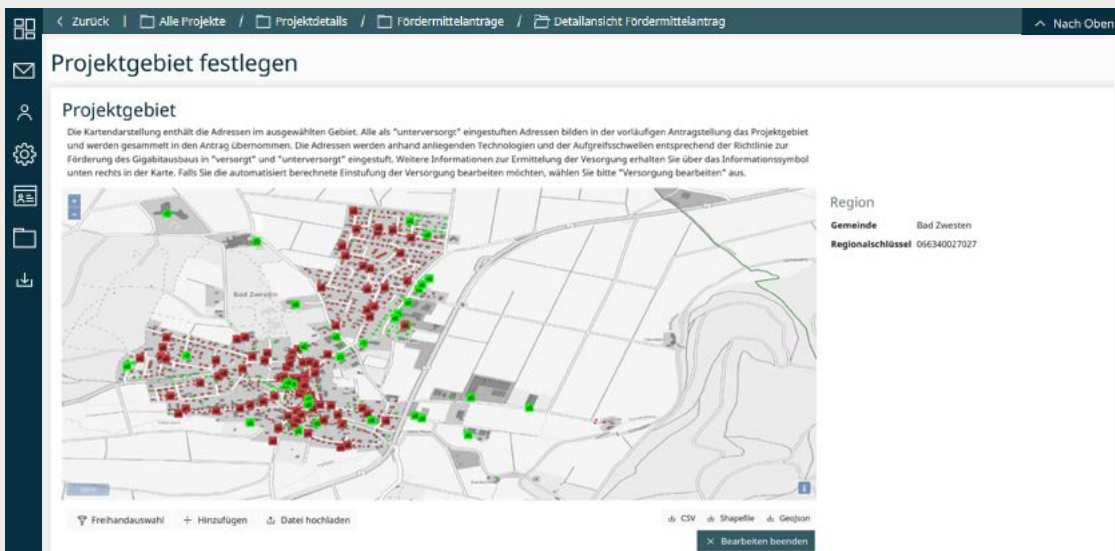 Zurück | Alle Projekte / Projektdetails / Fördermittelanträge / Detailansicht Fördermittelantrag
Nach Oben
Projektgebiet festlegen
Projektgebiet
Die Kartendarstellung enthält die Adressen im ausgewählten Gebiet. Alle als "unterversorgt" eingestuften Adressen bilden in der vorläufigen Antragstellung das Projektgebiet
und werden gesammelt in den Antrag übernommen. Die Adressen werden anhand anliegenden Technologien und der Aufgreifsschwellen entsprechend der Richtlinie zur
Förderung des Gigabitausbaus in "versorgt" und "unterversorgt" eingestuft. Weitere Informationen zur Ermittelung der Vesorgung erhalten Sie über das Informationssymbol
unten rechts in der Karte. Falls Sie die automatisiert berechnete Einstufung der Versorgung bearbeiten möchten, wählen Sie bitte "Versorgung bearbeiten" aus.
Region
Gemeinde Bad Zwesten
Regionalschlüssel 066340027027
Bad Zwesten
Freihandauswahl + Hinzufügen Datei hochladen
CSV Shapefile GeoJson
Bearbeiten beenden